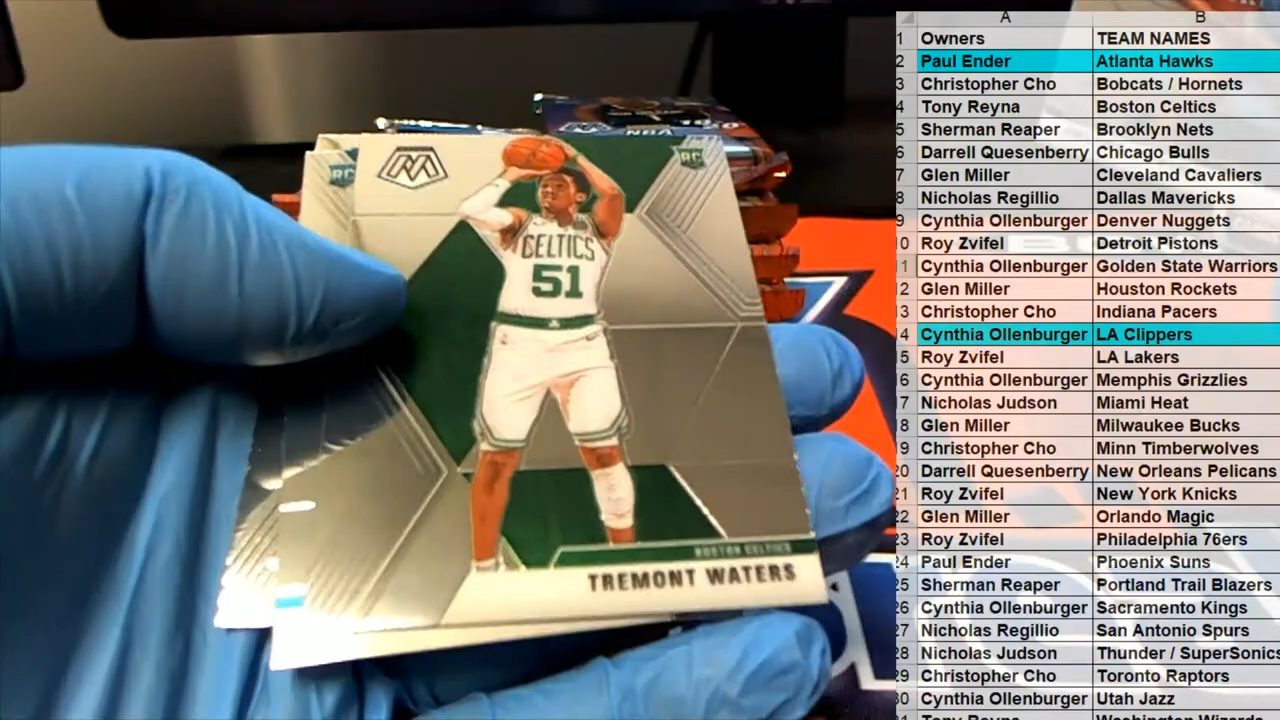 NBA
RC
RC
M
CELTICS
51
BOSTON CELTICS
TREMONT WATERS
A B
1 Owners TEAM NAMES
2 Paul Ender Atlanta Hawks
3 Christopher Cho Bobcats / Hornets
4 Tony Reyna Boston Celtics
5 Sherman Reaper Brooklyn Nets
6 Darrell Quesenberry Chicago Bulls
7 Glen Miller Cleveland Cavaliers
8 Nicholas Regillio Dallas Mavericks
9 Cynthia Ollenburger Denver Nuggets
10 Roy Zvifel Detroit Pistons
11 Cynthia Ollenburger Golden State Warriors
12 Glen Miller Houston Rockets
13 Christopher Cho Indiana Pacers
14 Cynthia Ollenburger LA Clippers
15 Roy Zvifel LA Lakers
16 Cynthia Ollenburger Memphis Grizzlies
17 Nicholas Judson Miami Heat
18 Glen Miller Milwaukee Bucks
19 Christopher Cho Minn Timberwolves
20 Darrell Quesenberry New Orleans Pelicans
21 Roy Zvifel New York Knicks
22 Glen Miller Orlando Magic
23 Roy Zvifel Philadelphia 76ers
24 Paul Ender Phoenix Suns
25 Sherman Reaper Portland Trail Blazers
26 Cynthia Ollenburger Sacramento Kings
27 Nicholas Regillio San Antonio Spurs
28 Nicholas Judson Thunder / SuperSonics
29 Christopher Cho Toronto Raptors
30 Cynthia Ollenburger Utah Jazz
31 Tony Reyna Washington Wizards